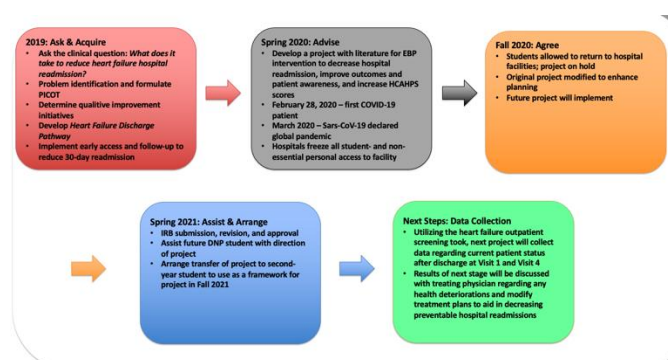 2019: Ask & Acquire
• Ask the clinical question: What does it
take to reduce heart failure hospital
readmission?
• Problem identification and formulate
PICOT
• Determine qualitive improvement
initiatives
• Develop Heart Failure Discharge
Pathway
• Implement early access and follow-up to
reduce 30-day readmission
Spring 2020: Advise
• Develop a project with literature for EBP
intervention to decrease hospital
readmission, improve outcomes and
patient awareness, and increase HCAHPS
scores
• February 28, 2020 – first COVID-19
patient
• March 2020 – Sars-CoV-19 declared
global pandemic
• Hospitals freeze all student- and non-
essential personal access to facility
Fall 2020: Agree
• Students allowed to return to hospital
facilities; project on hold
• Original project modified to enhance
planning
• Future project will implement
Spring 2021: Assist & Arrange
• IRB submission, revision, and approval
• Assist future DNP student with direction
of project
• Arrange transfer of project to second-
year student to use as a framework for
project in Fall 2021
Next Steps: Data Collection
• Utilizing the heart failure outpatient
screening took, next project will collect
data regarding current patient status
after discharge at Visit 1 and Visit 4
• Results of next stage will be discussed
with treating physician regarding any
health deteriorations and modify
treatment plans to aid in decreasing
preventable hospital readmissions